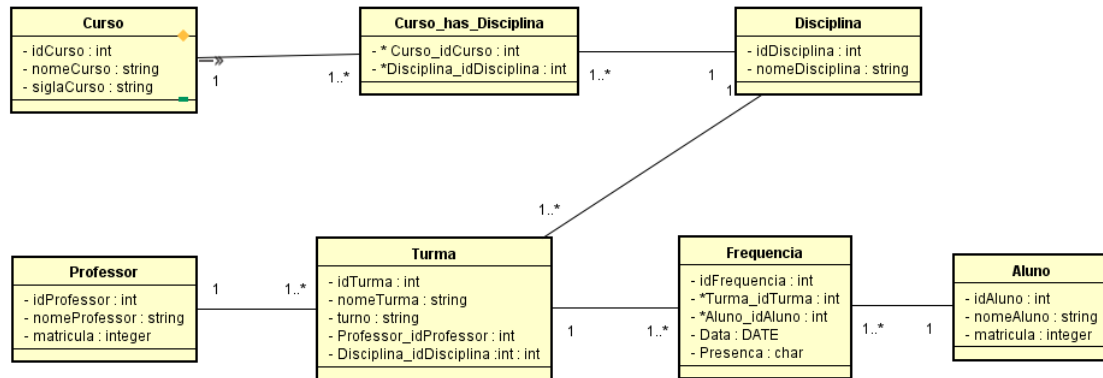 Curso
- idCurso : int
- nomeCurso : string
- siglaCurso : string
1
1..*
Curso_has_Disciplina
- * Curso_idCurso : int
- *Disciplina_idDisciplina : int
1..*
1
Disciplina
- idDisciplina : int
- nomeDisciplina : string
1
1..*
Professor
- idProfessor : int
- nomeProfessor : string
- matricula : integer
1
1..*
Turma
- idTurma : int
- nomeTurma : string
- turno : string
- Professor_idProfessor : int
- Disciplina_idDisciplina :int : int
1
1..*
Frequencia
- idFrequencia : int
- *Turma_idTurma : int
- *Aluno_idAluno : int
- Data : DATE
- Presenca : char
1..*
1
Aluno
- idAluno : int
- nomeAluno : string
- matricula : integer